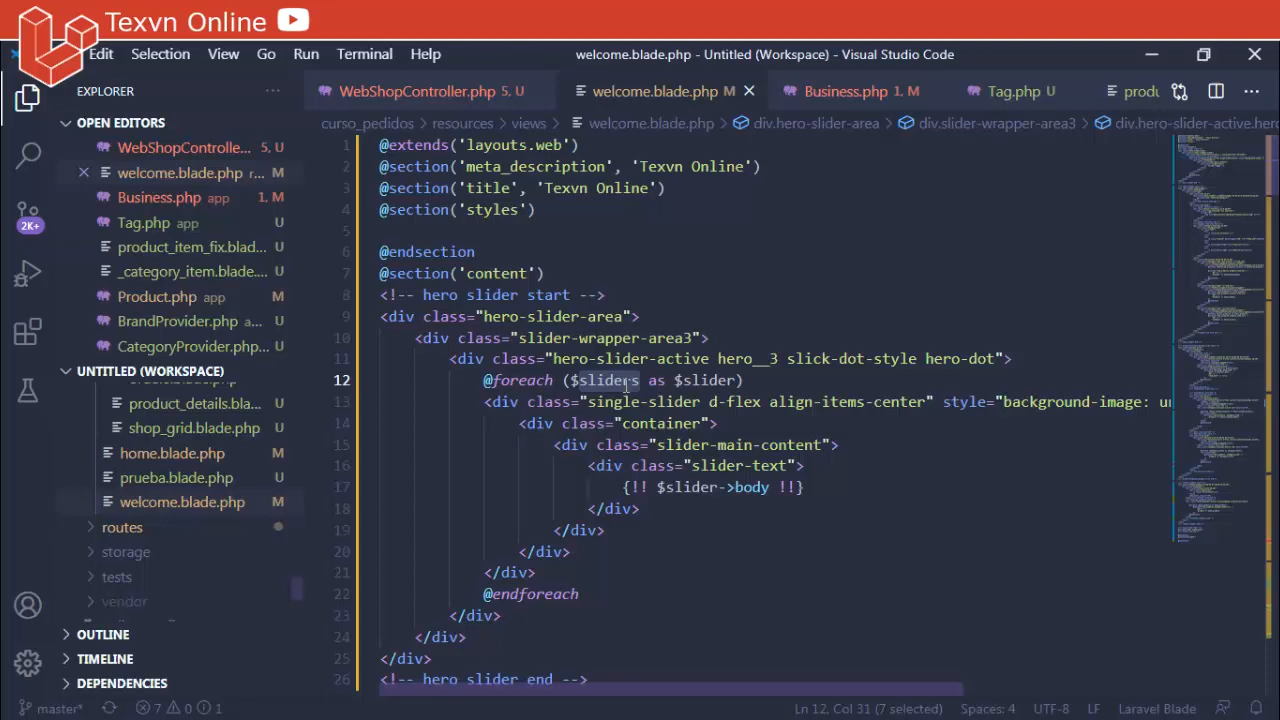 Texvn Online
Edit Selection View Go Run Terminal Help welcome.blade.php - Untitled (Workspace) - Visual Studio Code
EXPLORER
WebShopController.php 5, U
welcome.blade.php M
Business.php 1, M
Tag.php U
produ
OPEN EDITORS
curso_pedidos > resources > views > welcome.blade.php > div.hero-slider-area > div.slider-wrapper-area3 > div.hero-slider-active.hero
WebShopControlle... 5, U
welcome.blade.php r... M
Business.php app 1, M
Tag.php app U
product_item_fix.blad... U
_category_item.blade.... U
Product.php app M
BrandProvider.php a... U
CategoryProvider.php... U
UNTITLED (WORKSPACE)
product_details.bla... U
shop_grid.blade.php U
home.blade.php M
prueba.blade.php U
welcome.blade.php M
routes
storage
tests
vendor
OUTLINE
TIMELINE
DEPENDENCIES
2K+
1 @extends('layouts.web')
2 @section('meta_description', 'Texvn Online')
3 @section('title', 'Texvn Online')
4 @section('styles')
5
6 @endsection
7 @section('content')
8 <!-- hero slider start -->
9 <div class="hero-slider-area">
10 <div class="slider-wrapper-area3">
11 <div class="hero-slider-active hero__3 slick-dot-style hero-dot">
12 @foreach ($sliders as $slider)
13 <div class="single-slider d-flex align-items-center" style="background-image: ur
14 <div class="container">
15 <div class="slider-main-content">
16 <div class="slider-text">
17 {!! $slider->body !!}
18 </div>
19 </div>
20 </div>
21 </div>
22 @endforeach
23 </div>
24 </div>
25 </div>
26 <!-- hero slider end -->
master* 7 0 1 Ln 12, Col 31 (7 selected) Spaces: 4 UTF-8 LF Laravel Blade